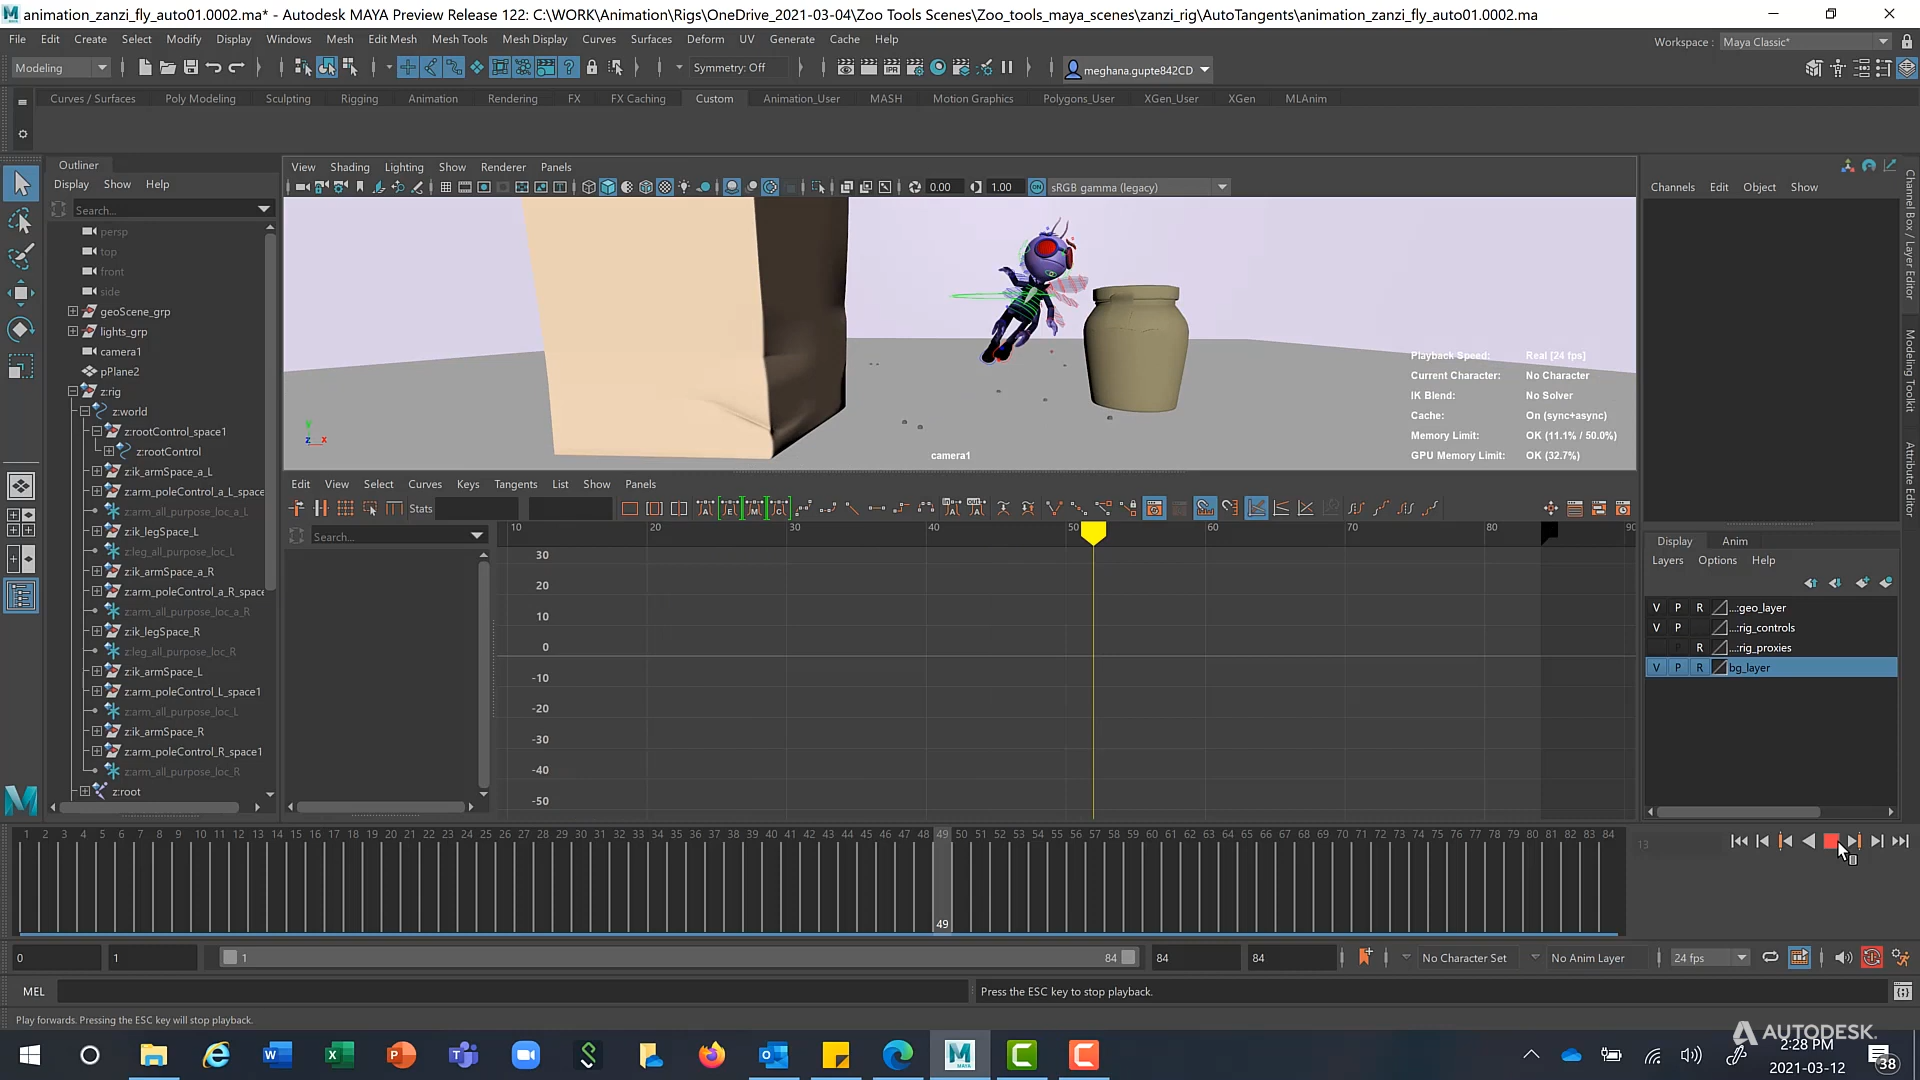 animation_zanzi_fly_auto01.0002.ma* - Autodesk MAYA Preview Release 122: C:\WORK\Animation\Rigs\OneDrive_2021-03-04\Zoo Tools Scenes\Zoo_tools_maya_scenes\zanzi_rig\AutoTangents\animation_zanzi_fly_auto01.0002.ma
File Edit Create Select Modify Display Windows Mesh Edit Mesh Mesh Tools Mesh Display Curves Surfaces Deform UV Generate Cache Help
Workspace : Maya Classic*
Modeling
Symmetry: Off
meghana.gupte842CD
Curves / Surfaces Poly Modeling Sculpting Rigging Animation Rendering FX FX Caching Custom Animation_User MASH Motion Graphics Polygons_User XGen_User XGen MLAnim
Outliner
Display Show Help
Search...
persp
top
front
side
geoScene_grp
lights_grp
camera1
pPlane2
z:rig
z:world
z:rootControl_space1
z:rootControl
z:ik_armSpace_a_L
z:arm_poleControl_a_L_space
z:arm_all_purpose_loc_a_L
z:ik_legSpace_L
z:leg_all_purpose_loc_L
z:ik_armSpace_a_R
z:arm_poleControl_a_R_space
z:arm_all_purpose_loc_a_R
z:ik_legSpace_R
z:leg_all_purpose_loc_R
z:ik_armSpace_L
z:arm_poleControl_L_space1
z:arm_all_purpose_loc_L
z:ik_armSpace_R
z:arm_poleControl_R_space1
z:arm_all_purpose_loc_R
z:root
View Shading Lighting Show Renderer Panels
0.00 1.00 sRGB gamma (legacy)
Playback Speed: Real [24 fps]
Current Character: No Character
IK Blend: No Solver
Cache: On (sync+async)
Memory Limit: OK (11.1% / 50.0%)
GPU Memory Limit: OK (32.7%)
camera1
y
z x
Edit View Select Curves Keys Tangents List Show Panels
Stats
Search...
10 20 30 40 50 60 70 80 90
30
20
10
0
-10
-20
-30
-40
-50
Channels Edit Object Show
Channel Box / Layer Editor
Modeling Toolkit
Attribute Editor
Display Anim
Layers Options Help
V P R ...:geo_layer
V P ...:rig_controls
R ...:rig_proxies
V P R bg_layer
1 2 3 4 5 6 7 8 9 10 11 12 13 14 15 16 17 18 19 20 21 22 23 24 25 26 27 28 29 30 31 32 33 34 35 36 37 38 39 40 41 42 43 44 45 46 47 48 49 50 51 52 53 54 55 56 57 58 59 60 61 62 63 64 65 66 67 68 69 70 71 72 73 74 75 76 77 78 79 80 81 82 83 84
13
49
0 1 1 84 84 84 No Character Set No Anim Layer 24 fps
MEL
Press the ESC key to stop playback.
Play forwards. Pressing the ESC key will stop playback.
AUTODESK.
2:28 PM
2021-03-12
38